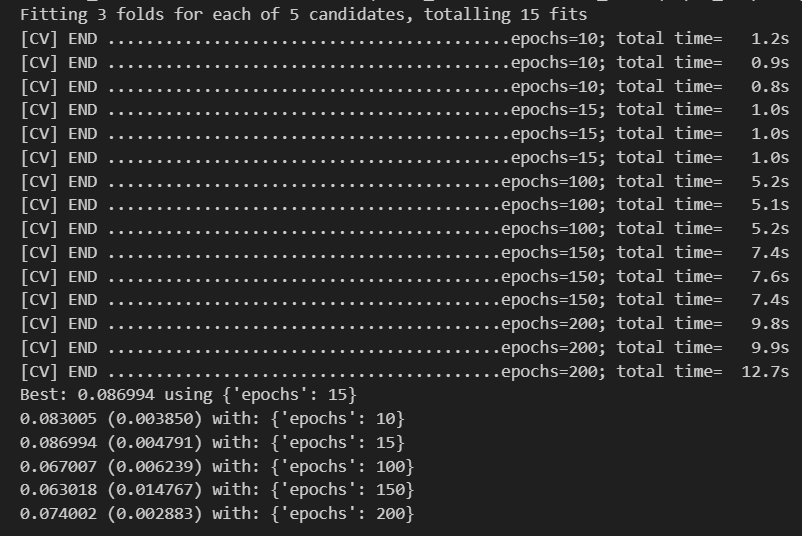 Fitting 3 folds for each of 5 candidates, totalling 15 fits
[CV] END ..........................................epochs=10; total time=   1.2s
[CV] END ..........................................epochs=10; total time=   0.9s
[CV] END ..........................................epochs=10; total time=   0.8s
[CV] END ..........................................epochs=15; total time=   1.0s
[CV] END ..........................................epochs=15; total time=   1.0s
[CV] END ..........................................epochs=15; total time=   1.0s
[CV] END .........................................epochs=100; total time=   5.2s
[CV] END .........................................epochs=100; total time=   5.1s
[CV] END .........................................epochs=100; total time=   5.2s
[CV] END .........................................epochs=150; total time=   7.4s
[CV] END .........................................epochs=150; total time=   7.6s
[CV] END .........................................epochs=150; total time=   7.4s
[CV] END .........................................epochs=200; total time=   9.8s
[CV] END .........................................epochs=200; total time=   9.9s
[CV] END .........................................epochs=200; total time=  12.7s
Best: 0.086994 using {'epochs': 15}
0.083005 (0.003850) with: {'epochs': 10}
0.086994 (0.004791) with: {'epochs': 15}
0.067007 (0.006239) with: {'epochs': 100}
0.063018 (0.014767) with: {'epochs': 150}
0.074002 (0.002883) with: {'epochs': 200}